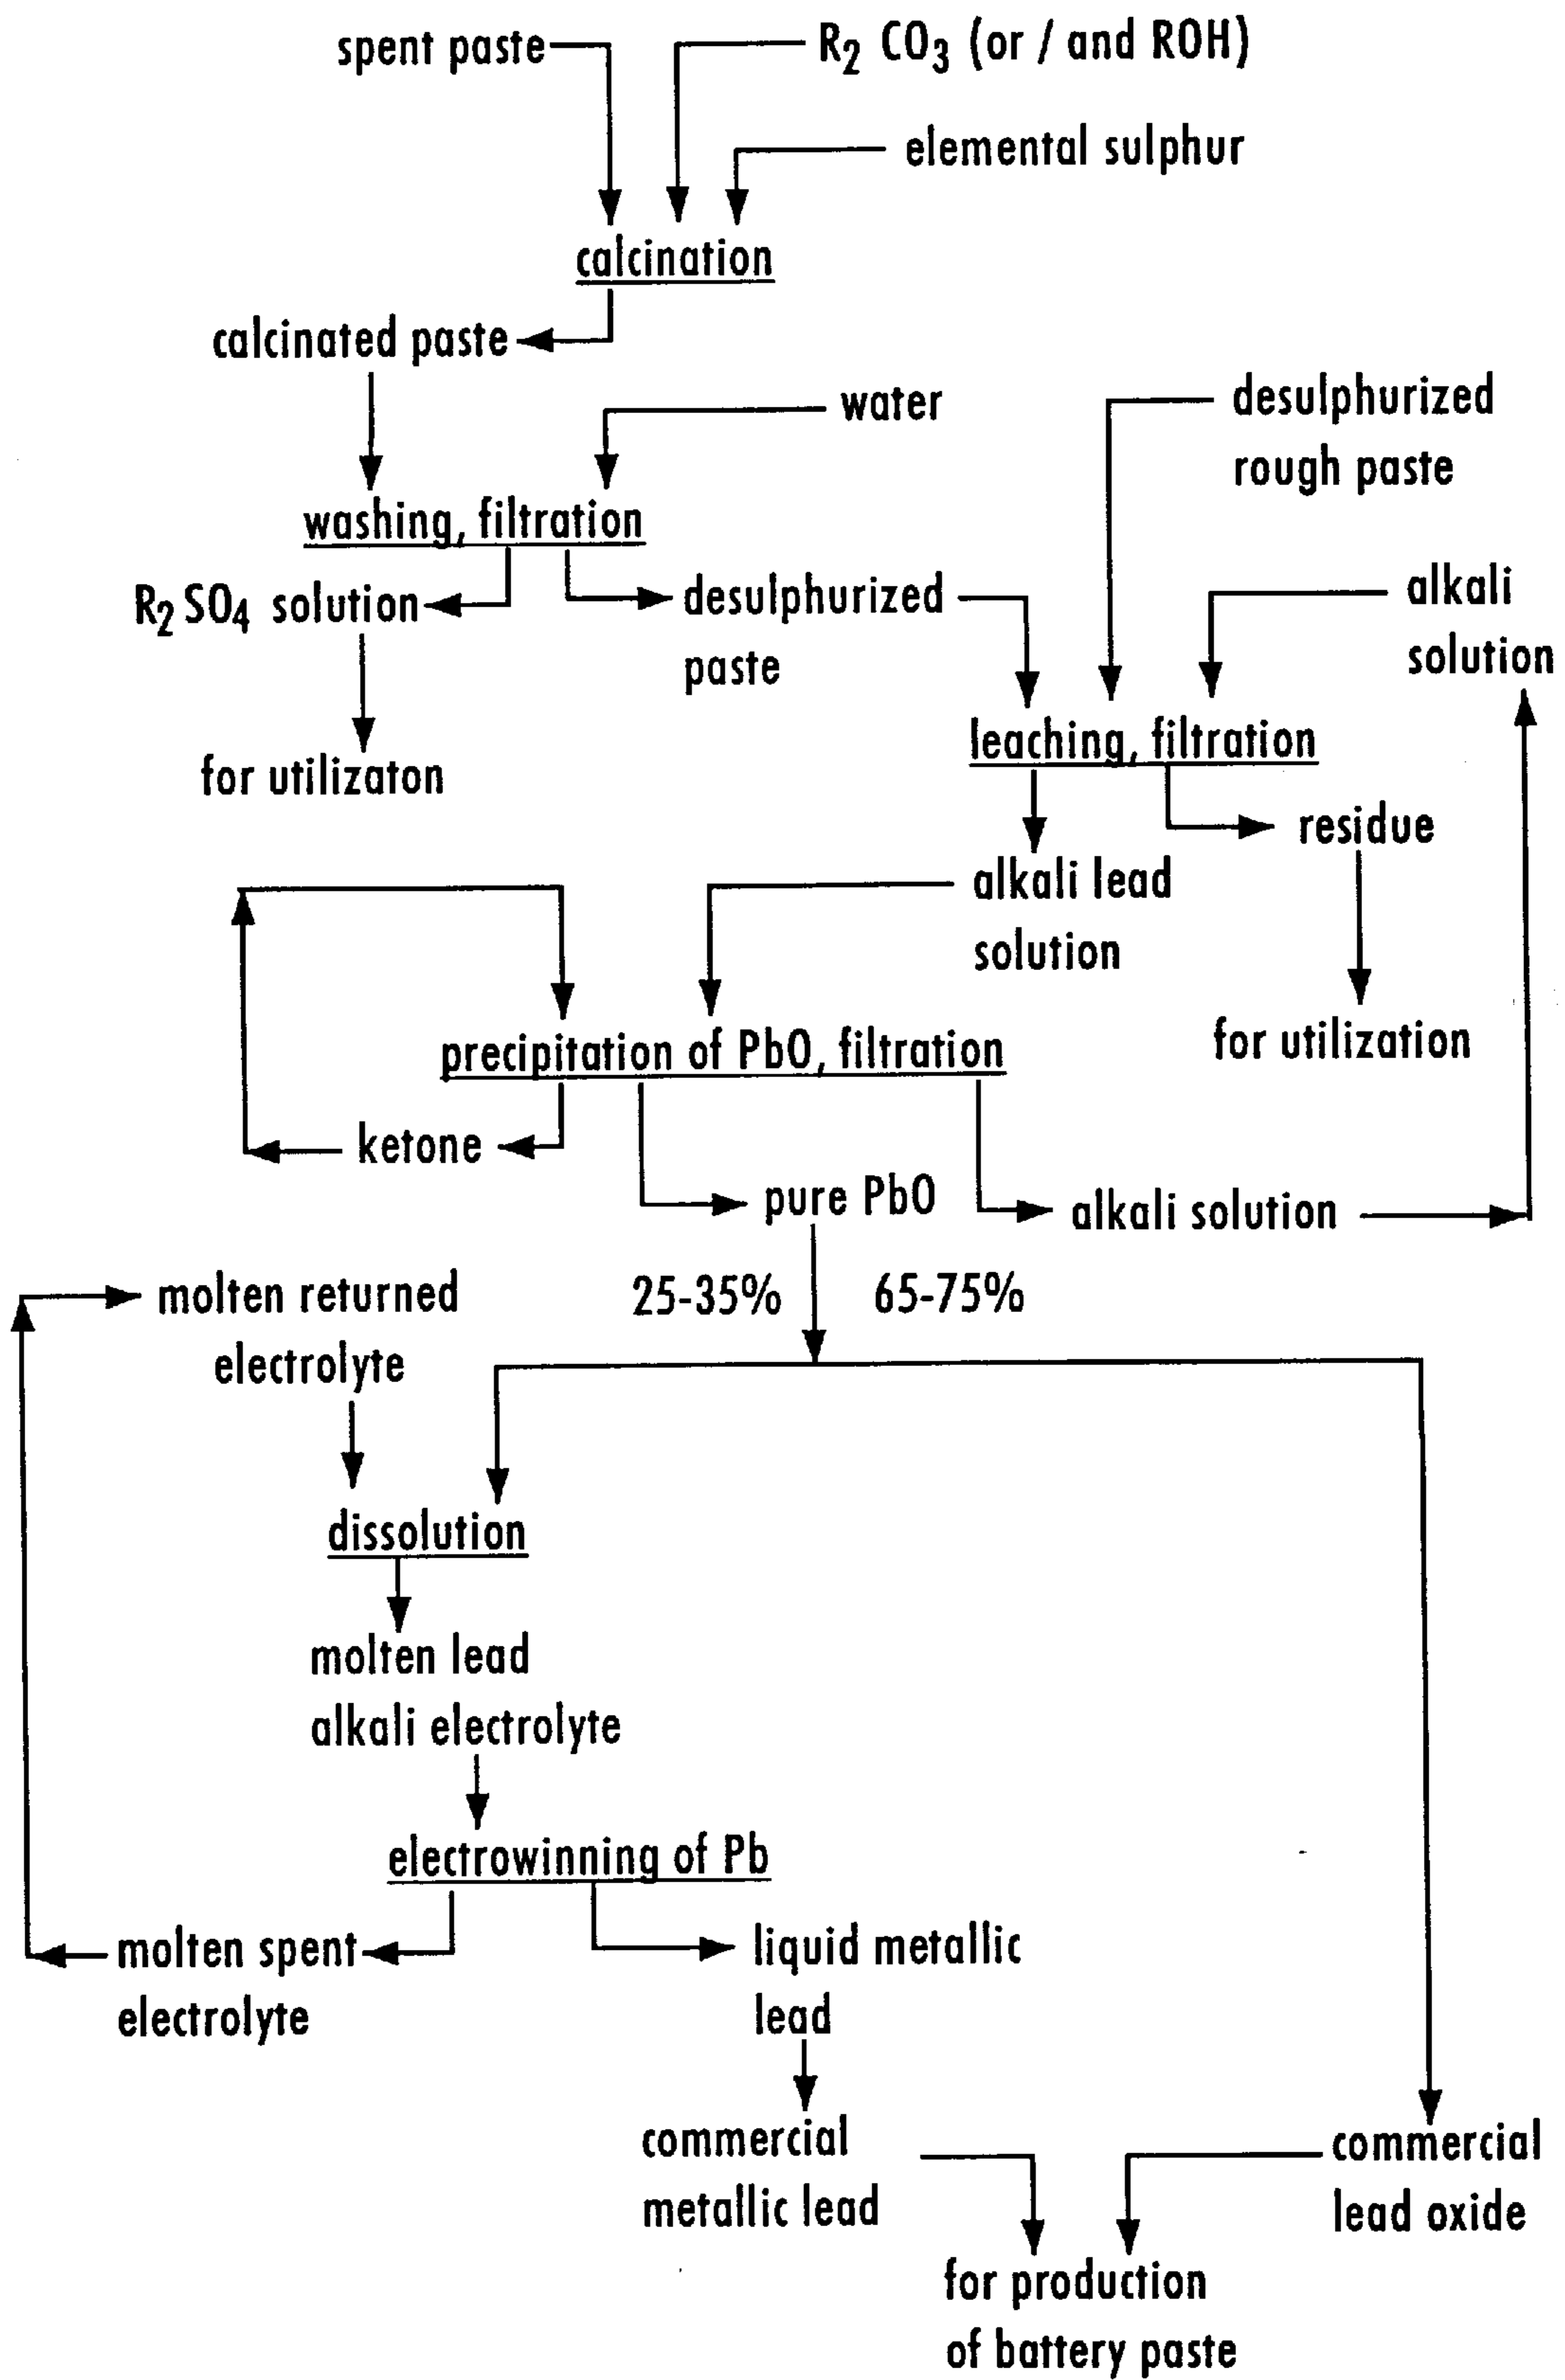 spent paste
R2 CO3 (or / and ROH)
elemental sulphur
calcination
calcinated paste
water
desulphurized
rough paste
washing, filtration
R2 SO4 solution
desulphurized
paste
alkali
solution
for utilizaton
leaching, filtration
residue
alkali lead
solution
for utilization
precipitation of PbO, filtration
ketone
pure PbO
alkali solution
molten returned
electrolyte
25-35%
65-75%
dissolution
molten lead
alkali electrolyte
electrowinning of Pb
molten spent
electrolyte
liquid metallic
lead
commercial
metallic lead
commercial
lead oxide
for production
of battery paste